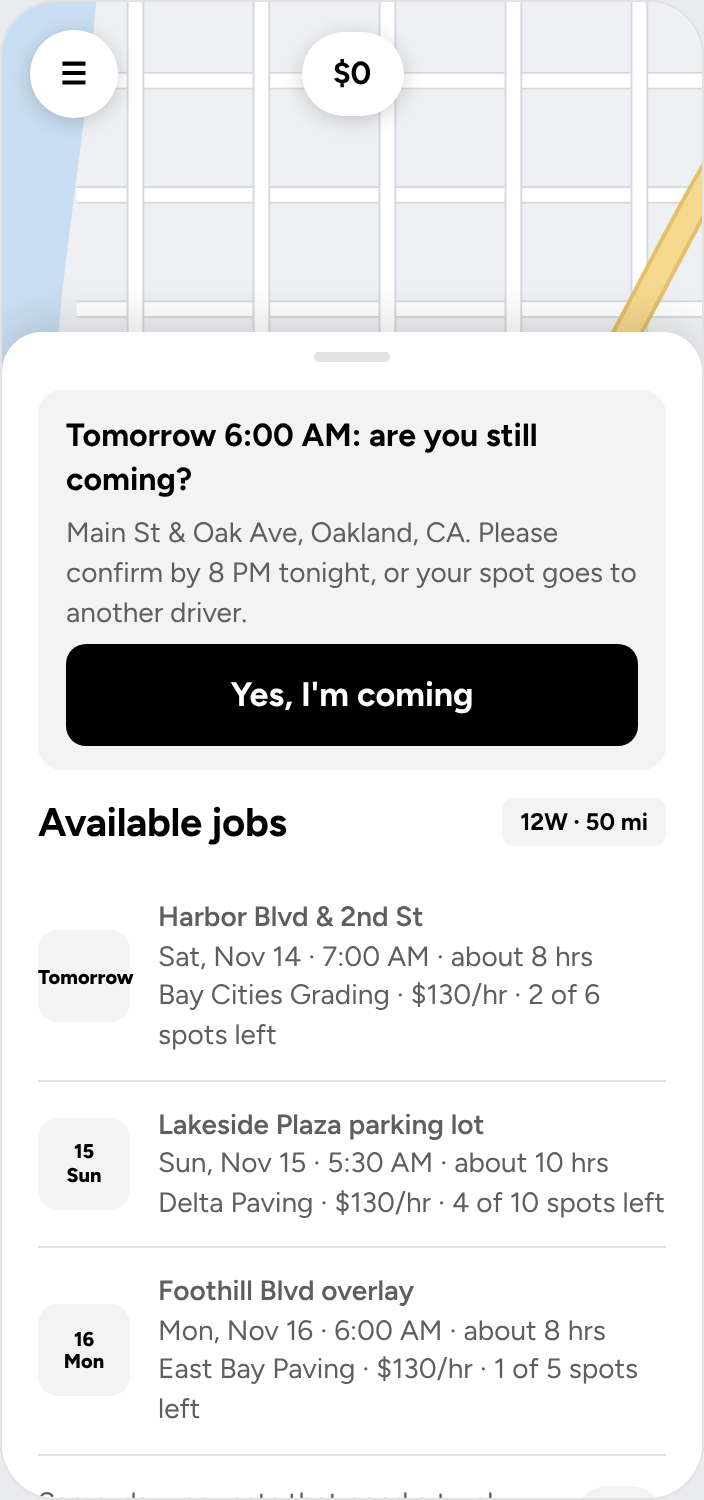 ☰
$0
Tomorrow 6:00 AM: are you still
coming?
Main St & Oak Ave, Oakland, CA. Please
confirm by 8 PM tonight, or your spot goes to
another driver.
Yes, I'm coming
Available jobs
12W · 50 mi
Harbor Blvd & 2nd St
Tomorrow
Sat, Nov 14 · 7:00 AM · about 8 hrs
Bay Cities Grading · $130/hr · 2 of 6
spots left
15
Sun
Lakeside Plaza parking lot
Sun, Nov 15 · 5:30 AM · about 10 hrs
Delta Paving · $130/hr · 4 of 10 spots left
16
Mon
Foothill Blvd overlay
Mon, Nov 16 · 6:00 AM · about 8 hrs
East Bay Paving · $130/hr · 1 of 5 spots
left